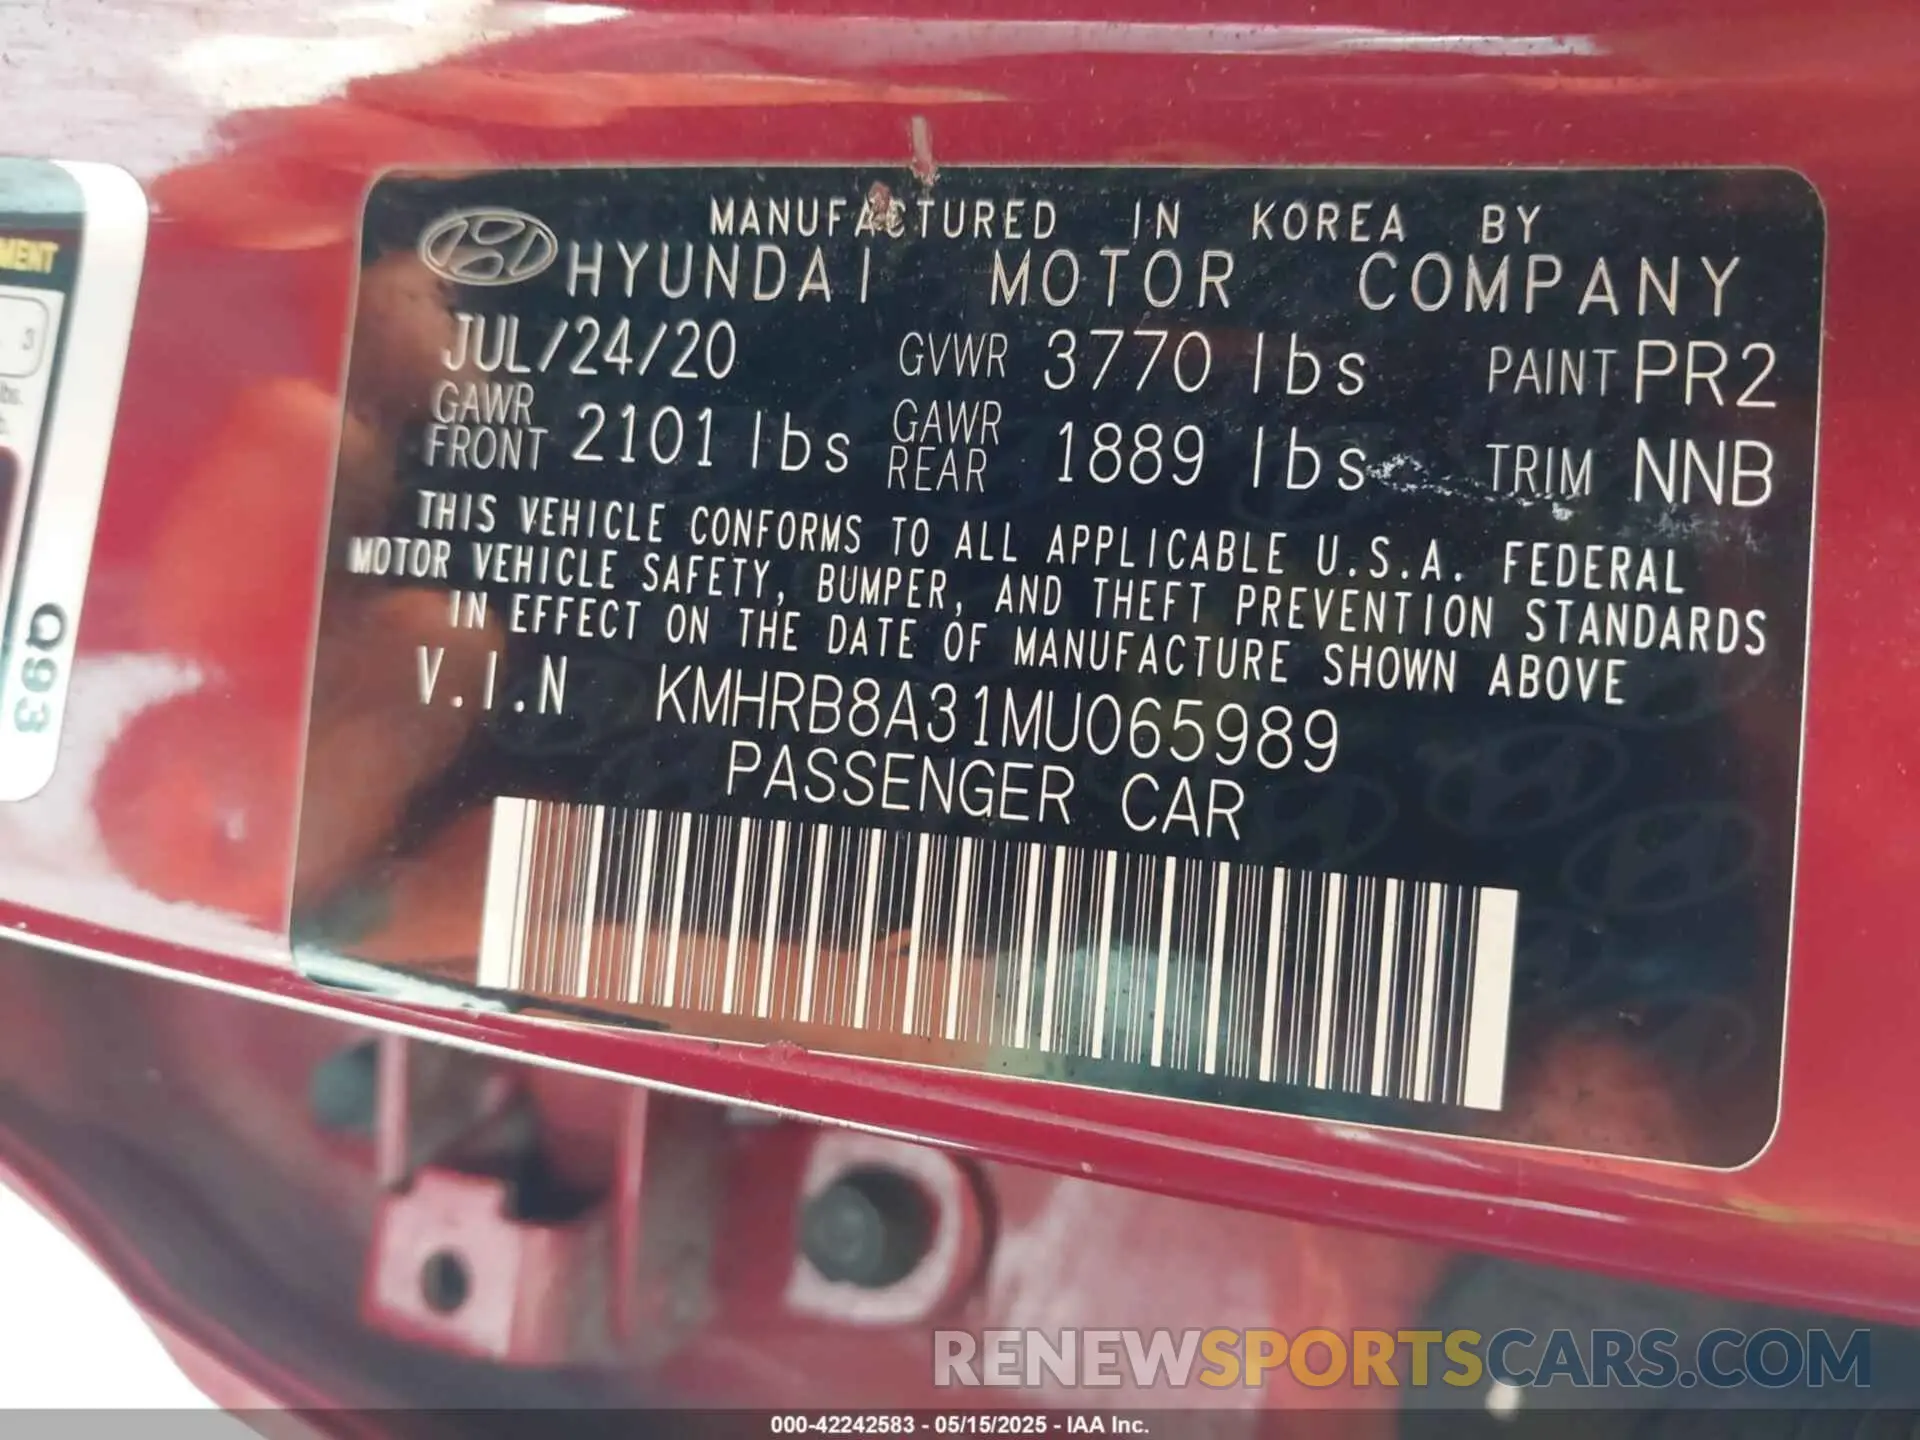 MENT
3
lbs.
Q93
MANUFACTURED IN KOREA BY
HYUNDAI MOTOR COMPANY
JUL/24/20 GVWR 3770 lbs PAINT PR2
GAWR FRONT 2101 lbs GAWR REAR 1889 lbs TRIM NNB
THIS VEHICLE CONFORMS TO ALL APPLICABLE U.S.A. FEDERAL
MOTOR VEHICLE SAFETY, BUMPER, AND THEFT PREVENTION STANDARDS
IN EFFECT ON THE DATE OF MANUFACTURE SHOWN ABOVE
V.I.N KMHRB8A31MU065989
PASSENGER CAR
RENEWSPORTSCARS.COM
000-42242583 - 05/15/2025 - IAA Inc.